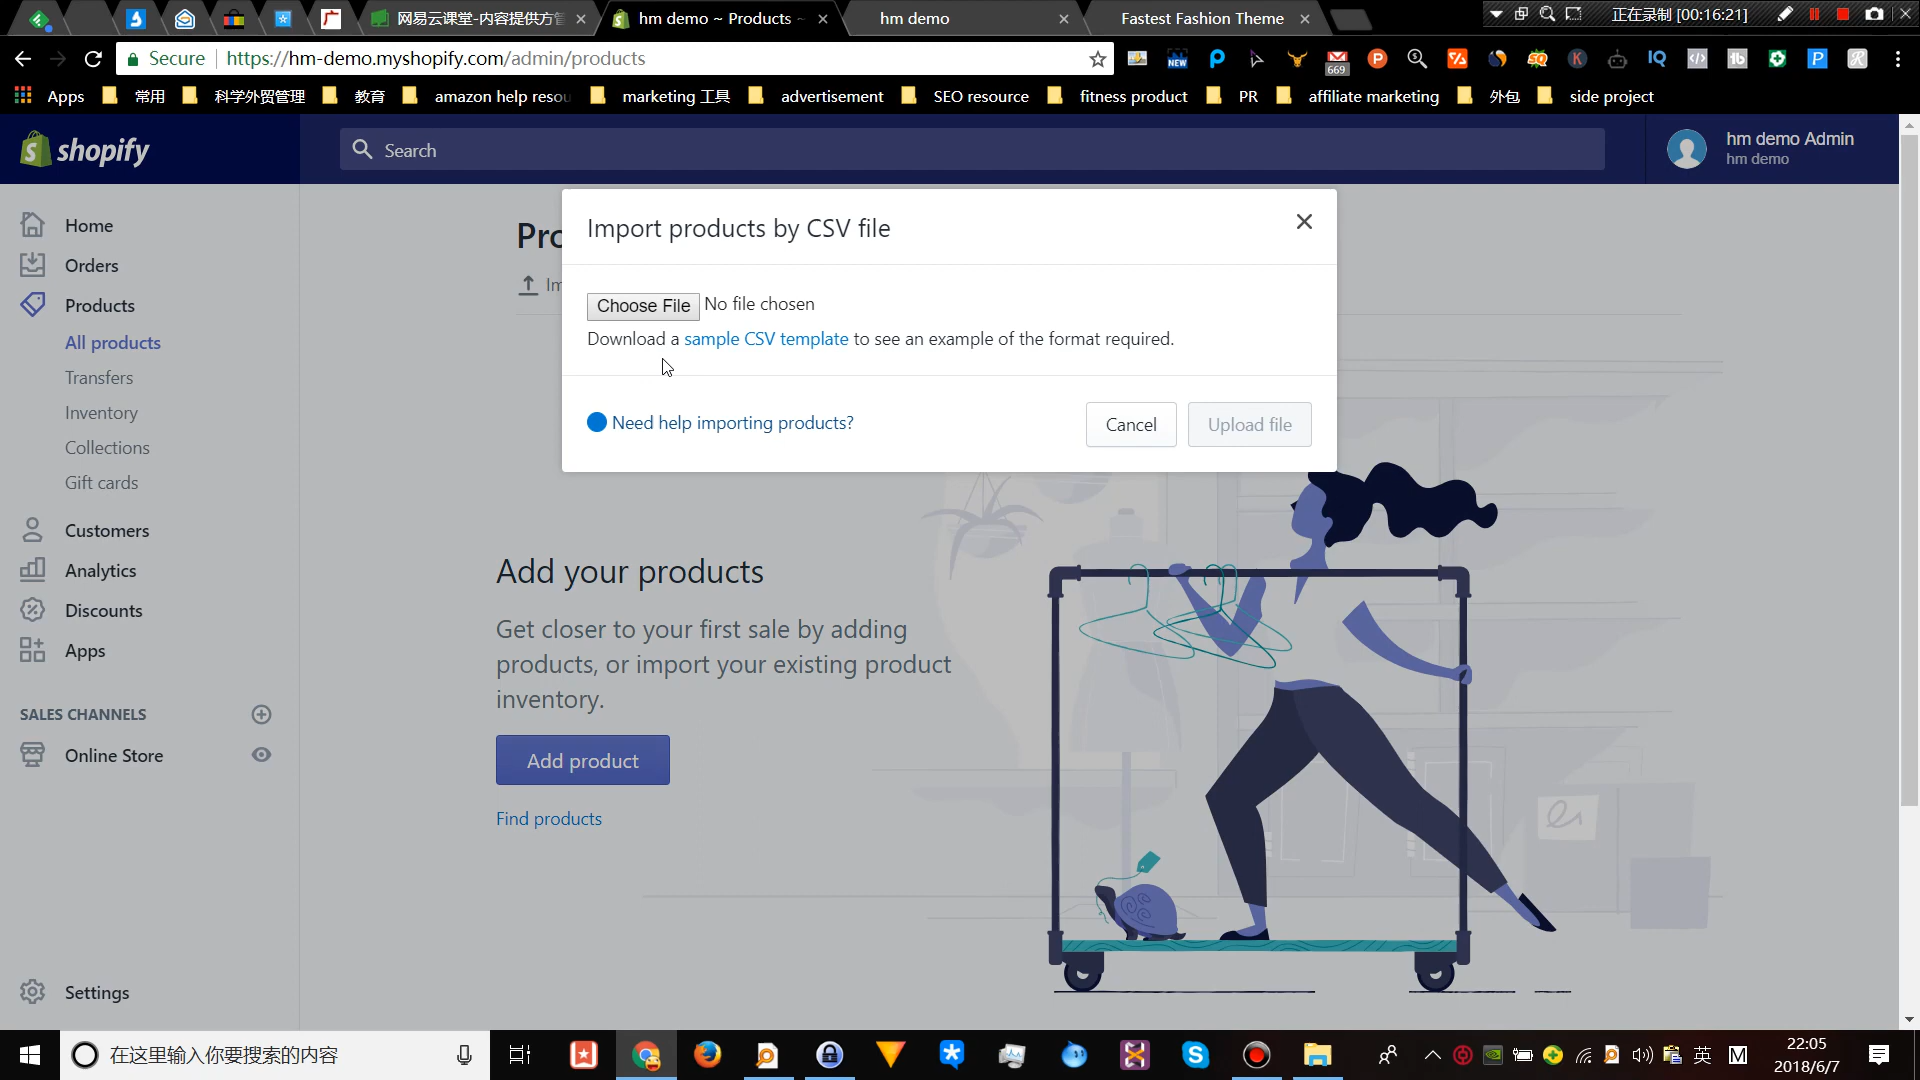 网易云课堂-内容提供方管
hm demo ~ Products ~
hm demo
Fastest Fashion Theme
正在录制 [00:16:21]
Secure
https://hm-demo.myshopify.com/admin/products
NEW
669
Apps
常用
科学外贸管理
教育
amazon help resou
marketing 工具
advertisement
SEO resource
fitness product
PR
affiliate marketing
外包
side project
shopify
Search
hm demo Admin
hm demo
Home
Orders
Products
All products
Transfers
Inventory
Collections
Gift cards
Customers
Analytics
Discounts
Apps
SALES CHANNELS
Online Store
Settings
Pro
Im
Import products by CSV file
Choose File No file chosen
Download a sample CSV template to see an example of the format required.
Need help importing products?
Cancel
Upload file
Add your products
Get closer to your first sale by adding
products, or import your existing product
inventory.
Add product
Find products
在这里输入你要搜索的内容
英
M
22:05
2018/6/7